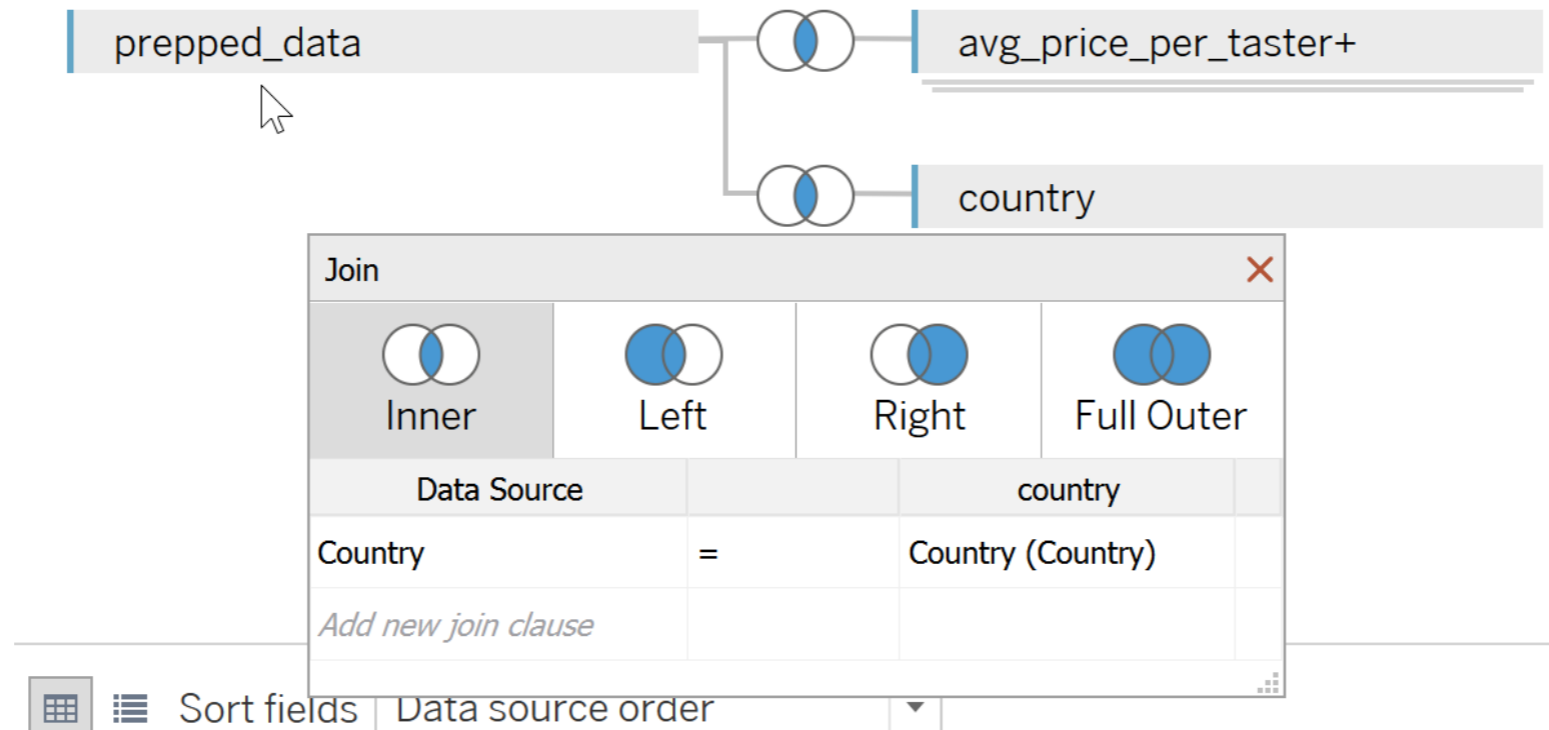 prepped_data
avg_price_per_taster+
country
Join
Inner Left Right Full Outer
Data Source country
Country = Country (Country)
Add new join clause
Sort fields Data source order